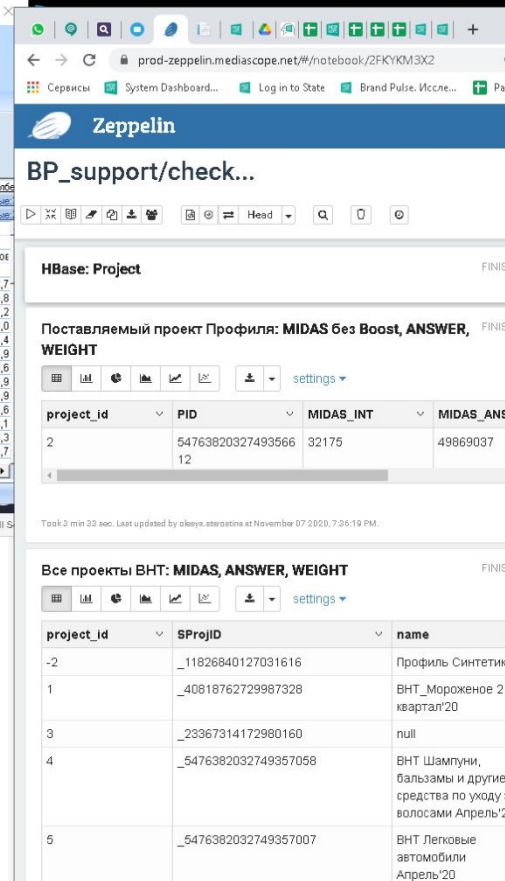 prod-zeppelin.mediascope.net/#/notebook/2FKYKM3X2
Сервисы System Dashboard... Log in to State Brand Pulse. Иссле... Pa
Zeppelin
BP_support/check...
Head
HBase: Project FINIS
Поставляемый проект Профиля: MIDAS без Boost, ANSWER, FINIS
WEIGHT
settings
project_id PID MIDAS_INT MIDAS_ANS
2 54763820327493566 32175 49869037
12
Took 3 min 33 sec. Last updated by olesya.starostina at November 07 2020, 7:36:19 PM.
Все проекты ВНТ: MIDAS, ANSWER, WEIGHT FINIS
settings
project_id SProjID name
-2 _11826840127031616 Профиль Синтетик
1 _40818762729987328 ВНТ_Мороженое 2
квартал'20
3 _23367314172980160 null
4 _5476382032749357058 ВНТ Шампуни,
бальзамы и другие
средства по уходу з
волосами Апрель'2
5 _5476382032749357007 ВНТ Легковые
автомобили
Апрель'20